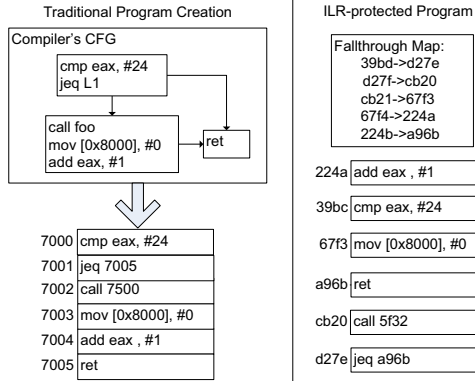 Traditional Program Creation
Compiler's CFG
cmp eax, #24
jeq L1
call foo
mov [0x8000], #0
add eax, #1
ret
7000 cmp eax, #24
7001 jeq 7005
7002 call 7500
7003 mov [0x8000], #0
7004 add eax , #1
7005 ret
ILR-protected Program
Fallthrough Map:
39bd->d27e
d27f->cb20
cb21->67f3
67f4->224a
224b->a96b
224a add eax , #1
39bc cmp eax, #24
67f3 mov [0x8000], #0
a96b ret
cb20 call 5f32
d27e jeq a96b